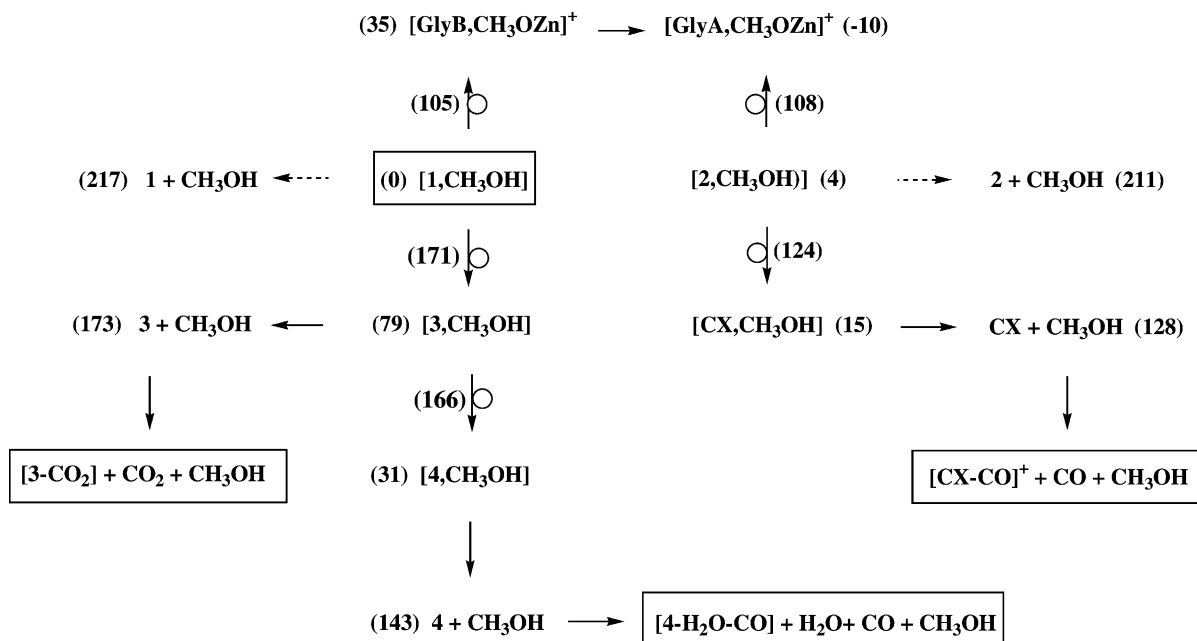 (35) [GlyB,CH₃OZn]⁺ [GlyA,CH₃OZn]⁺ (-10)
(105) (108)
(217) 1 + CH₃OH (0) [1,CH₃OH] [2,CH₃OH)] (4) 2 + CH₃OH (211)
(171) (124)
(173) 3 + CH₃OH (79) [3,CH₃OH] [CX,CH₃OH] (15) CX + CH₃OH (128)
(166)
[3-CO₂] + CO₂ + CH₃OH (31) [4,CH₃OH] [CX-CO]⁺ + CO + CH₃OH
(143) 4 + CH₃OH [4-H₂O-CO] + H₂O+ CO + CH₃OH